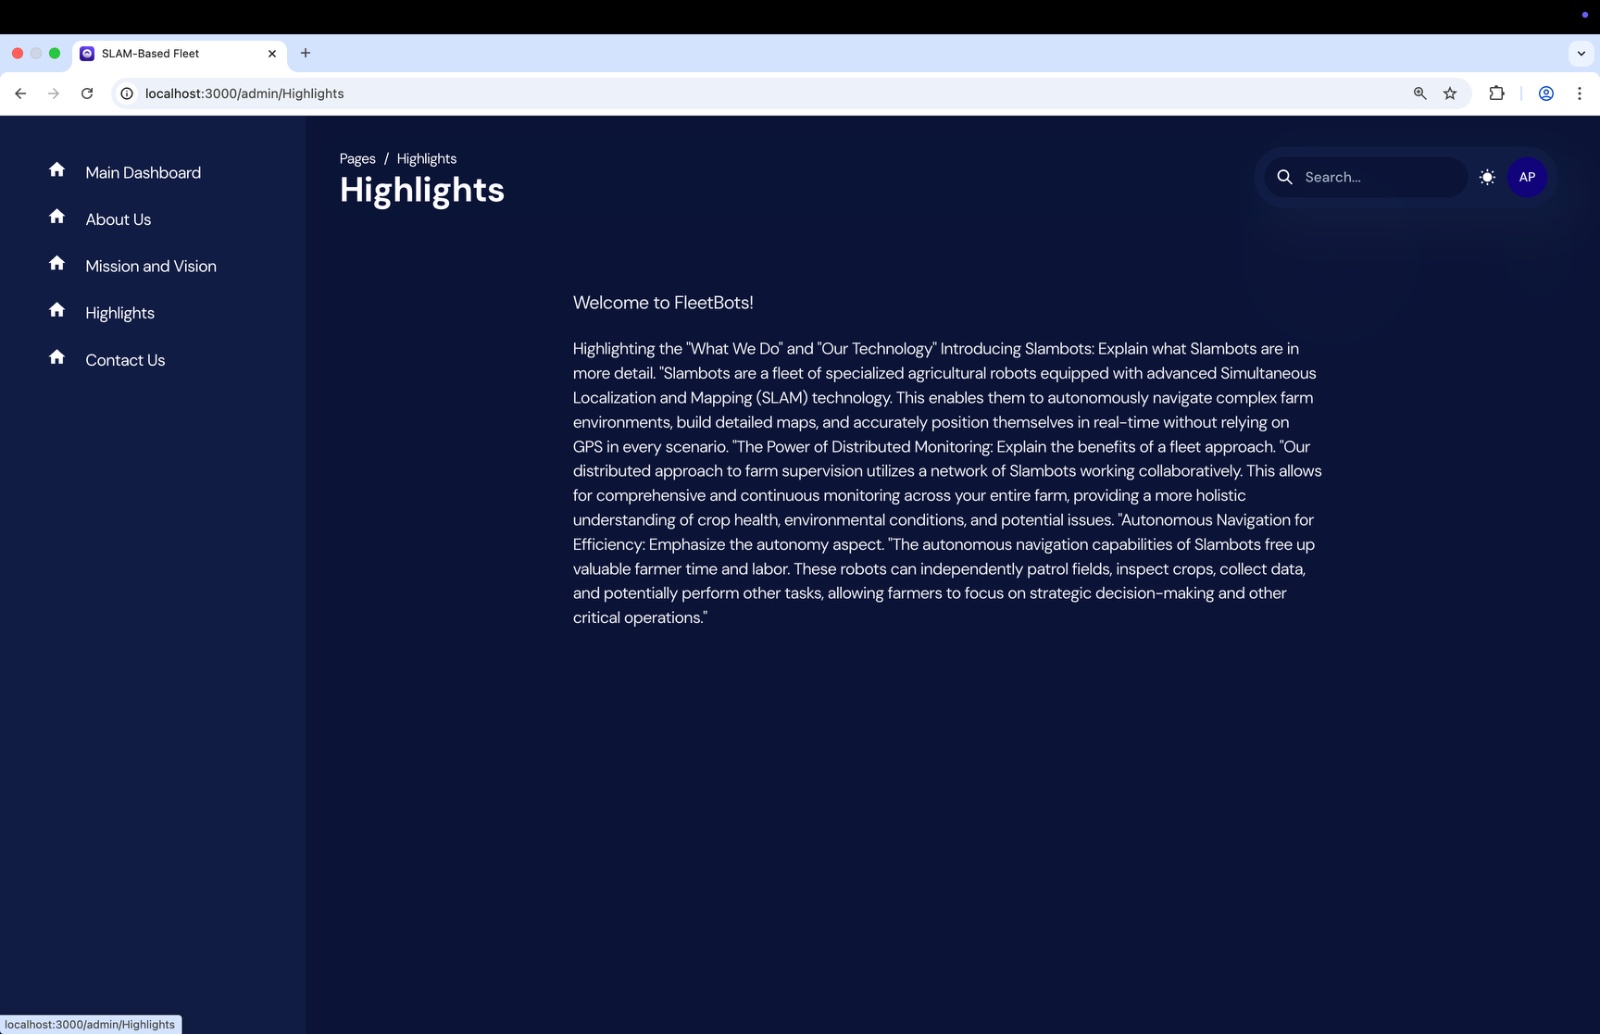 SLAM-Based Fleet
localhost:3000/admin/Highlights
Main Dashboard
About Us
Mission and Vision
Highlights
Contact Us
Pages / Highlights
Highlights
Search...
AP
Welcome to FleetBots!
Highlighting the "What We Do" and "Our Technology" Introducing Slambots: Explain what Slambots are in
more detail. "Slambots are a fleet of specialized agricultural robots equipped with advanced Simultaneous
Localization and Mapping (SLAM) technology. This enables them to autonomously navigate complex farm
environments, build detailed maps, and accurately position themselves in real-time without relying on
GPS in every scenario. "The Power of Distributed Monitoring: Explain the benefits of a fleet approach. "Our
distributed approach to farm supervision utilizes a network of Slambots working collaboratively. This allows
for comprehensive and continuous monitoring across your entire farm, providing a more holistic
understanding of crop health, environmental conditions, and potential issues. "Autonomous Navigation for
Efficiency: Emphasize the autonomy aspect. "The autonomous navigation capabilities of Slambots free up
valuable farmer time and labor. These robots can independently patrol fields, inspect crops, collect data,
and potentially perform other tasks, allowing farmers to focus on strategic decision-making and other
critical operations."
localhost:3000/admin/Highlights